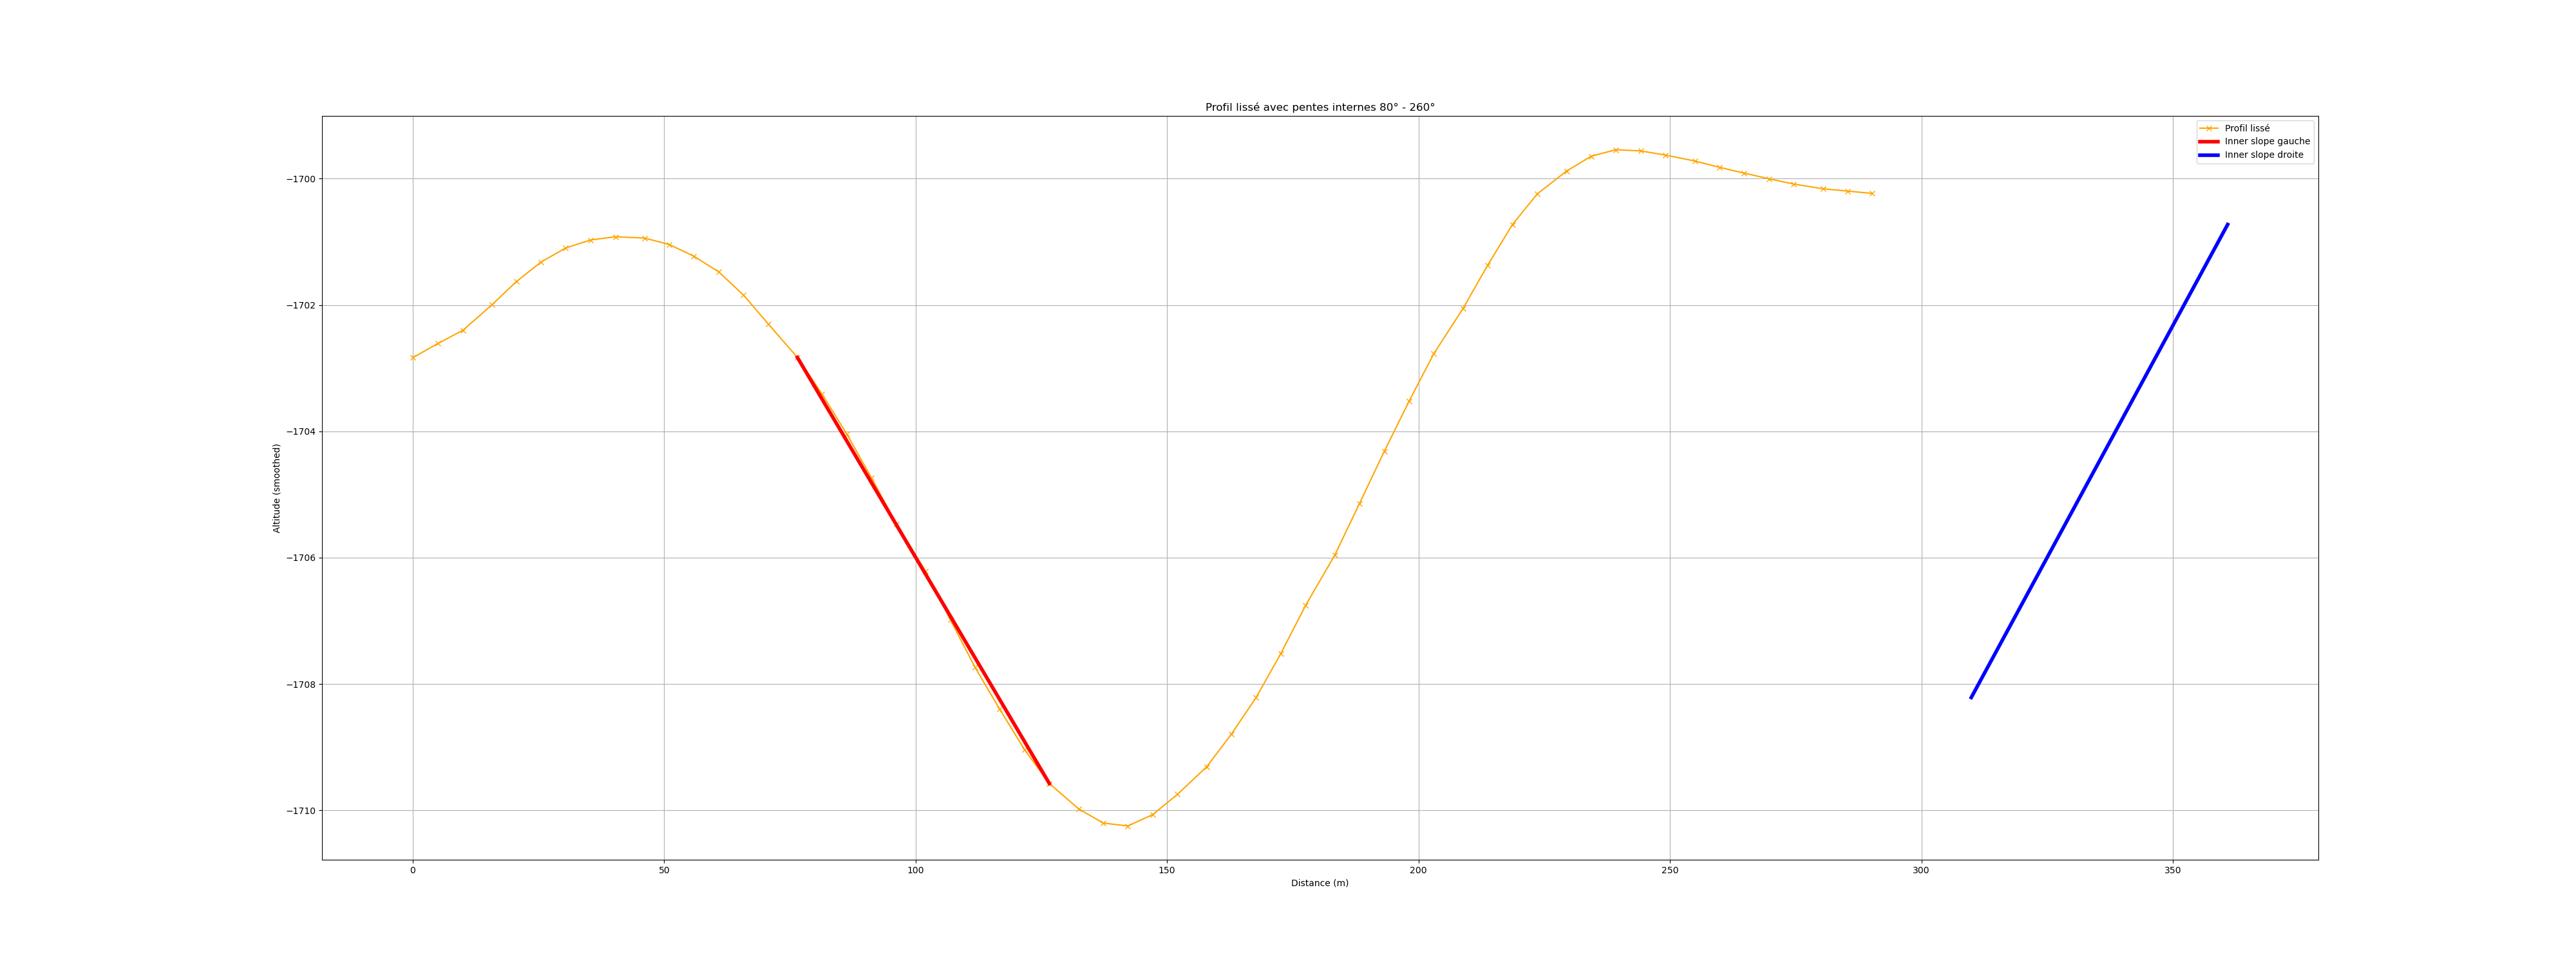 Profil lissé avec pentes internes 80° - 260°
Profil lissé
Inner slope gauche
Inner slope droite
−1700
−1702
−1704
−1706
−1708
−1710
Altitude (smoothed)
0 50 100 150 200 250 300 350
Distance (m)